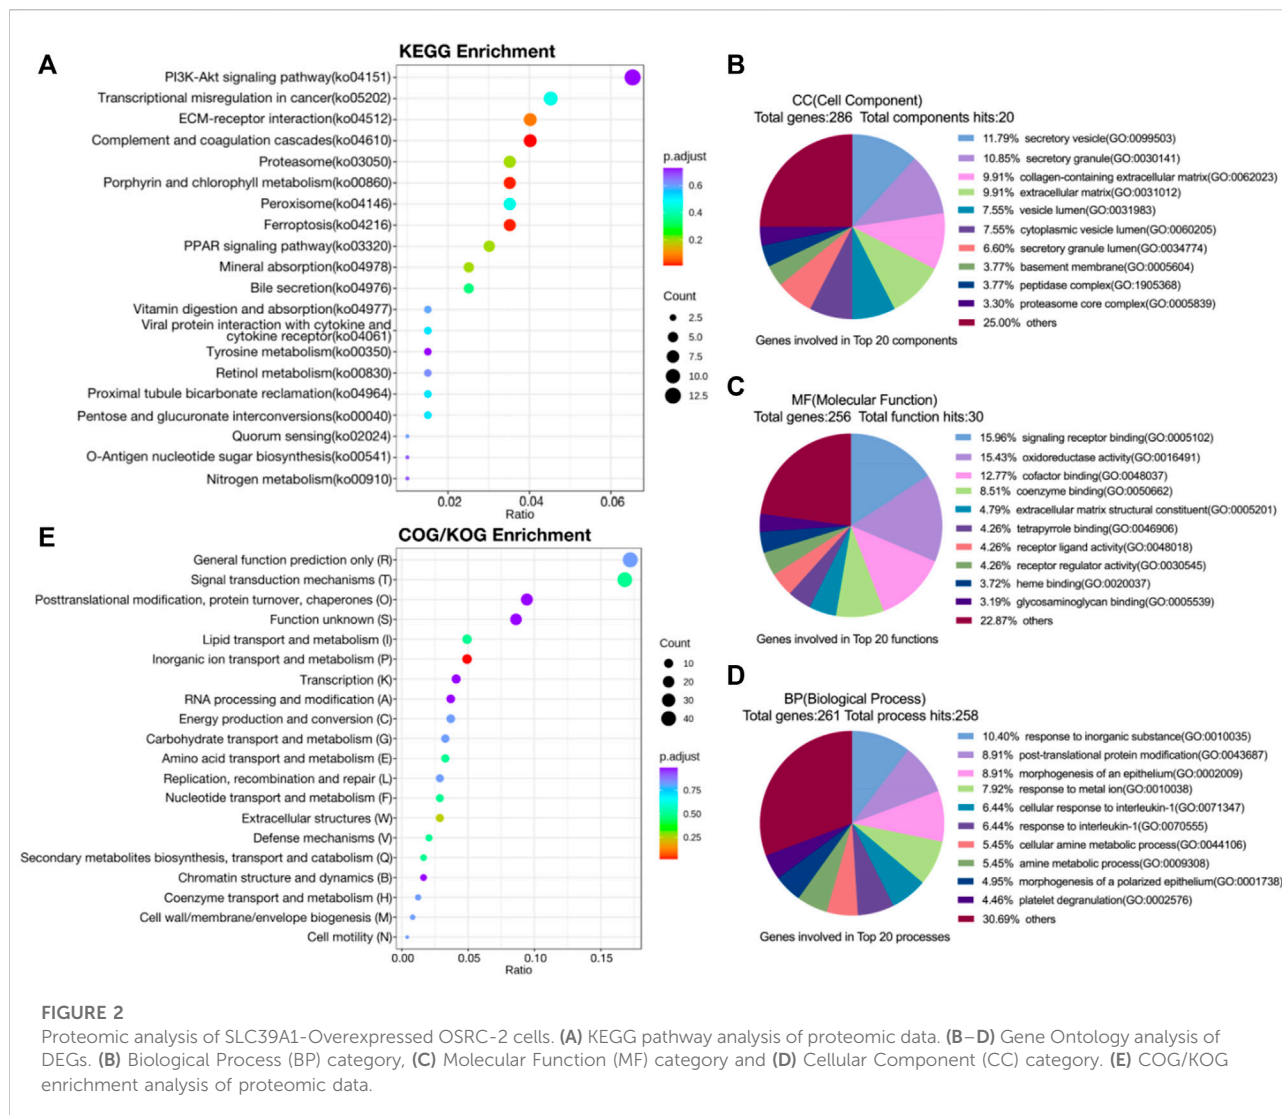 A
KEGG Enrichment
PI3K-Akt signaling pathway(ko04151)
Transcriptional misregulation in cancer(ko05202)
ECM-receptor interaction(ko04512)
Complement and coagulation cascades(ko04610)
Proteasome(ko03050)
Porphyrin and chlorophyll metabolism(ko00860)
Peroxisome(ko04146)
Ferroptosis(ko04216)
PPAR signaling pathway(ko03320)
Mineral absorption(ko04978)
Bile secretion(ko04976)
Vitamin digestion and absorption(ko04977)
Viral protein interaction with cytokine and
cytokine receptor(ko04061)
Tyrosine metabolism(ko00350)
Retinol metabolism(ko00830)
Proximal tubule bicarbonate reclamation(ko04964)
Pentose and glucuronate interconversions(ko00040)
Quorum sensing(ko02024)
O-Antigen nucleotide sugar biosynthesis(ko00541)
Nitrogen metabolism(ko00910)
0.02 0.04 0.06
Ratio
p.adjust
0.6
0.4
0.2
Count
2.5
5.0
7.5
10.0
12.5
B
CC(Cell Component)
Total genes:286 Total components hits:20
11.79% secretory vesicle(GO:0099503)
10.85% secretory granule(GO:0030141)
9.91% collagen-containing extracellular matrix(GO:0062023)
9.91% extracellular matrix(GO:0031012)
7.55% vesicle lumen(GO:0031983)
7.55% cytoplasmic vesicle lumen(GO:0060205)
6.60% secretory granule lumen(GO:0034774)
3.77% basement membrane(GO:0005604)
3.77% peptidase complex(GO:1905368)
3.30% proteasome core complex(GO:0005839)
25.00% others
Genes involved in Top 20 components
C
MF(Molecular Function)
Total genes:256 Total function hits:30
15.96% signaling receptor binding(GO:0005102)
15.43% oxidoreductase activity(GO:0016491)
12.77% cofactor binding(GO:0048037)
8.51% coenzyme binding(GO:0050662)
4.79% extracellular matrix structural constituent(GO:0005201)
4.26% tetrapyrrole binding(GO:0046906)
4.26% receptor ligand activity(GO:0048018)
4.26% receptor regulator activity(GO:0030545)
3.72% heme binding(GO:0020037)
3.19% glycosaminoglycan binding(GO:0005539)
22.87% others
Genes involved in Top 20 functions
D
BP(Biological Process)
Total genes:261 Total process hits:258
10.40% response to inorganic substance(GO:0010035)
8.91% post-translational protein modification(GO:0043687)
8.91% morphogenesis of an epithelium(GO:0002009)
7.92% response to metal ion(GO:0010038)
6.44% cellular response to interleukin-1(GO:0071347)
6.44% response to interleukin-1(GO:0070555)
5.45% cellular amine metabolic process(GO:0044106)
5.45% amine metabolic process(GO:0009308)
4.95% morphogenesis of a polarized epithelium(GO:0001738)
4.46% platelet degranulation(GO:0002576)
30.69% others
Genes involved in Top 20 processes
E
COG/KOG Enrichment
General function prediction only (R)
Signal transduction mechanisms (T)
Posttranslational modification, protein turnover, chaperones (O)
Function unknown (S)
Lipid transport and metabolism (I)
Inorganic ion transport and metabolism (P)
Transcription (K)
RNA processing and modification (A)
Energy production and conversion (C)
Carbohydrate transport and metabolism (G)
Amino acid transport and metabolism (E)
Replication, recombination and repair (L)
Nucleotide transport and metabolism (F)
Extracellular structures (W)
Defense mechanisms (V)
Secondary metabolites biosynthesis, transport and catabolism (Q)
Chromatin structure and dynamics (B)
Coenzyme transport and metabolism (H)
Cell wall/membrane/envelope biogenesis (M)
Cell motility (N)
0.00 0.05 0.10 0.15
Ratio
Count
10
20
30
40
p.adjust
0.75
0.50
0.25
FIGURE 2
Proteomic analysis of SLC39A1-Overexpressed OSRC-2 cells. (A) KEGG pathway analysis of proteomic data. (B–D) Gene Ontology analysis of
DEGs. (B) Biological Process (BP) category, (C) Molecular Function (MF) category and (D) Cellular Component (CC) category. (E) COG/KOG
enrichment analysis of proteomic data.